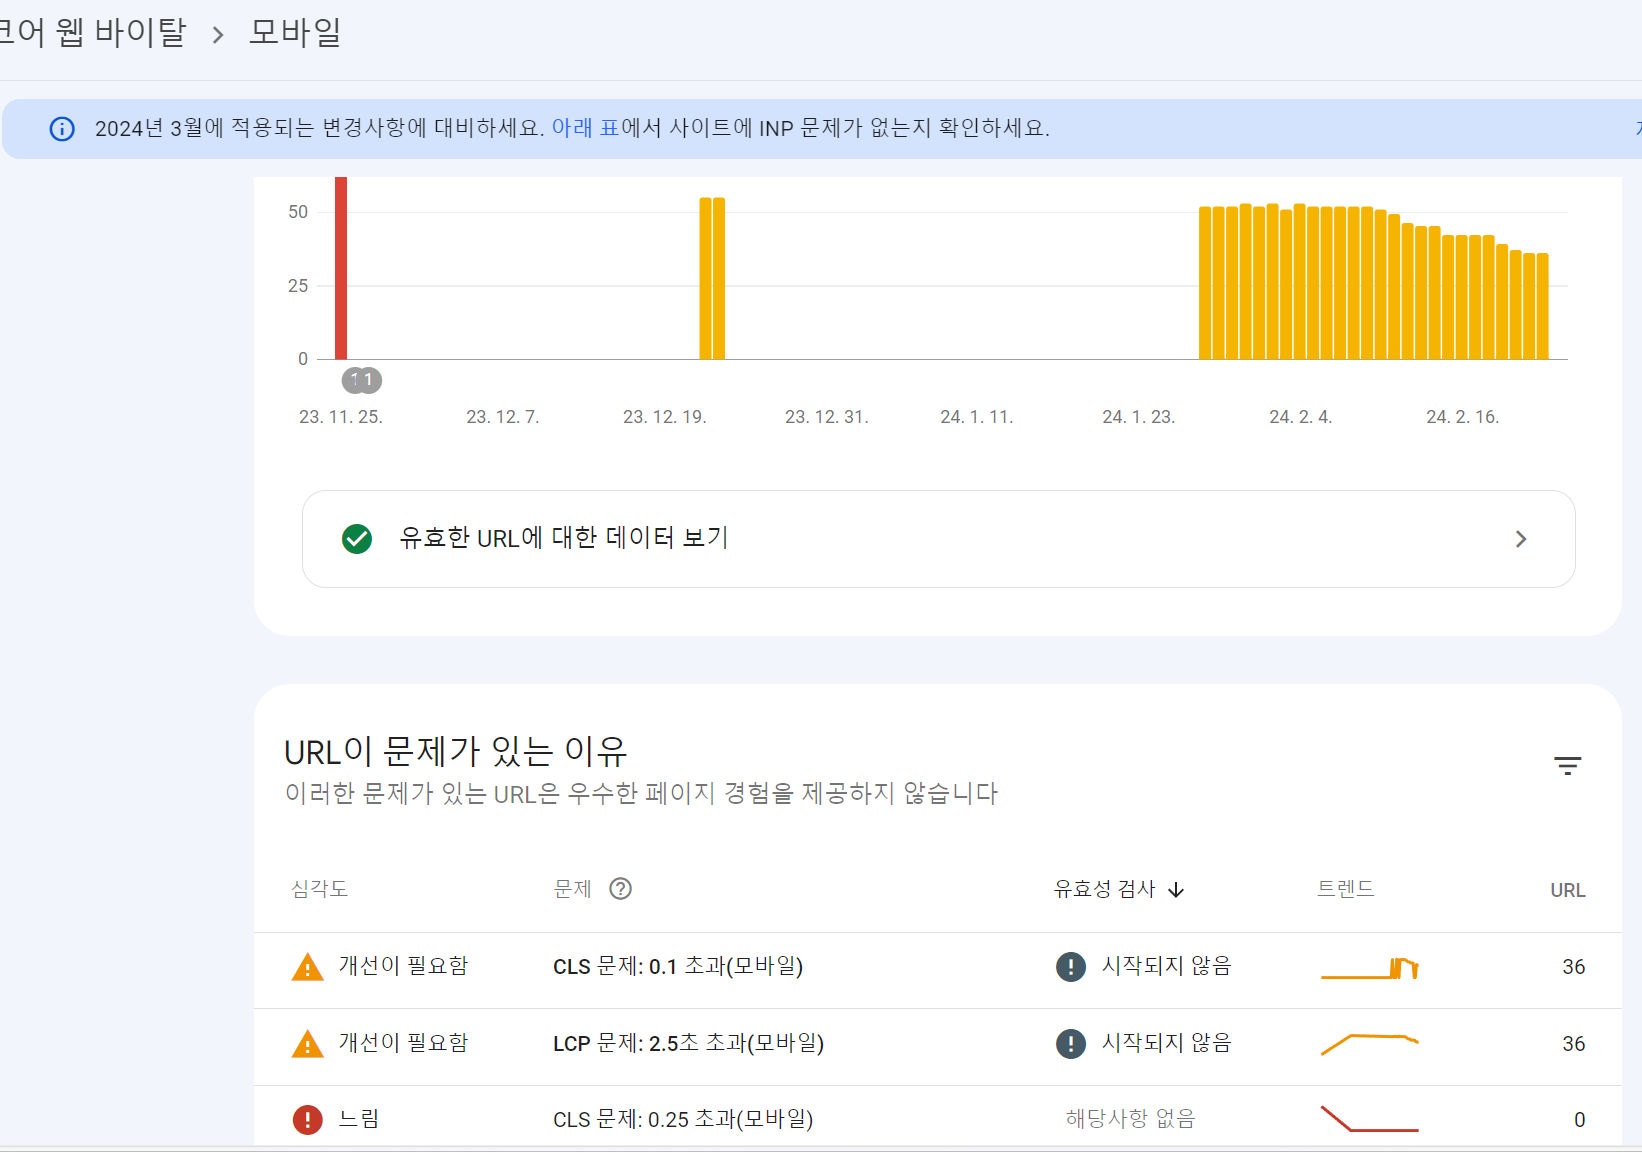 코어 웹 바이탈 > 모바일
2024년 3월에 적용되는 변경사항에 대비하세요. 아래 표에서 사이트에 INP 문제가 없는지 확인하세요.
50
25
0
1 1
23. 11. 25. 23. 12. 7. 23. 12. 19. 23. 12. 31. 24. 1. 11. 24. 1. 23. 24. 2. 4. 24. 2. 16.
유효한 URL에 대한 데이터 보기
URL이 문제가 있는 이유
이러한 문제가 있는 URL은 우수한 페이지 경험을 제공하지 않습니다
심각도 문제 유효성 검사 트렌드 URL
개선이 필요함 CLS 문제: 0.1 초과(모바일) 시작되지 않음 36
개선이 필요함 LCP 문제: 2.5초 초과(모바일) 시작되지 않음 36
느림 CLS 문제: 0.25 초과(모바일) 해당사항 없음 0